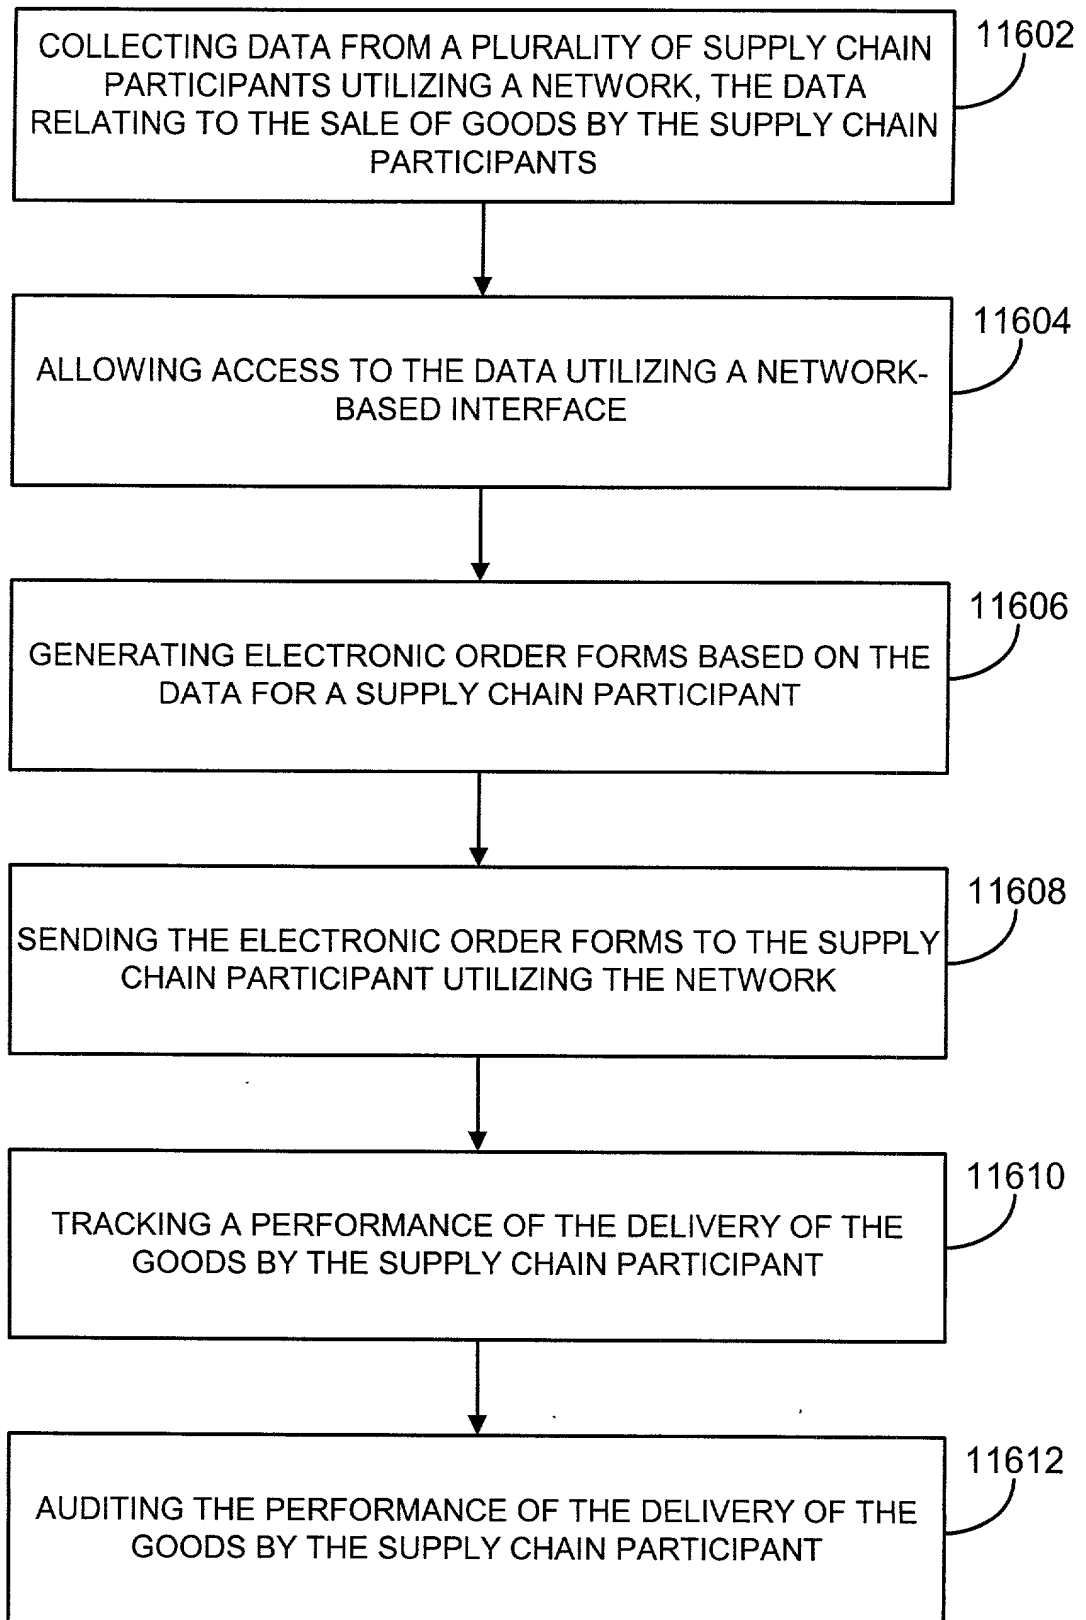 COLLECTING DATA FROM A PLURALITY OF SUPPLY CHAIN
PARTICIPANTS UTILIZING A NETWORK, THE DATA
RELATING TO THE SALE OF GOODS BY THE SUPPLY CHAIN
PARTICIPANTS
11602
ALLOWING ACCESS TO THE DATA UTILIZING A NETWORK-
BASED INTERFACE
11604
GENERATING ELECTRONIC ORDER FORMS BASED ON THE
DATA FOR A SUPPLY CHAIN PARTICIPANT
11606
SENDING THE ELECTRONIC ORDER FORMS TO THE SUPPLY
CHAIN PARTICIPANT UTILIZING THE NETWORK
11608
TRACKING A PERFORMANCE OF THE DELIVERY OF THE
GOODS BY THE SUPPLY CHAIN PARTICIPANT
11610
AUDITING THE PERFORMANCE OF THE DELIVERY OF THE
GOODS BY THE SUPPLY CHAIN PARTICIPANT
11612